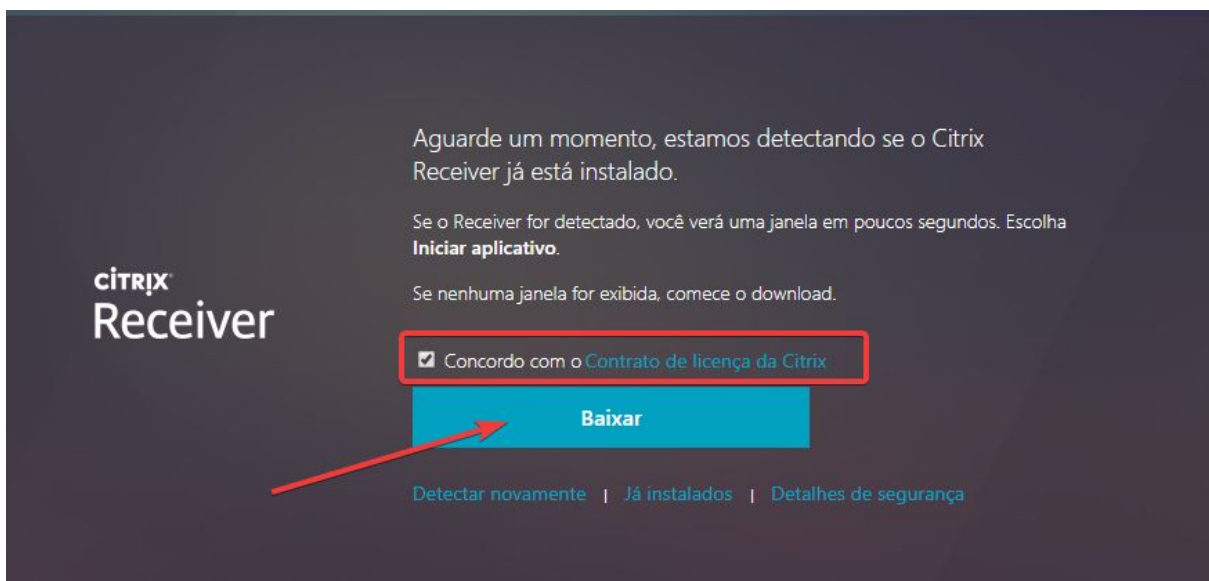 Aguarde um momento, estamos detectando se o Citrix
Receiver já está instalado.
Se o Receiver for detectado, você verá uma janela em poucos segundos. Escolha
Iniciar aplicativo.
Se nenhuma janela for exibida, comece o download.
CİTRIX
Receiver
Concordo com o Contrato de licença da Citrix
Baixar
Detectar novamente | Já instalados | Detalhes de segurança